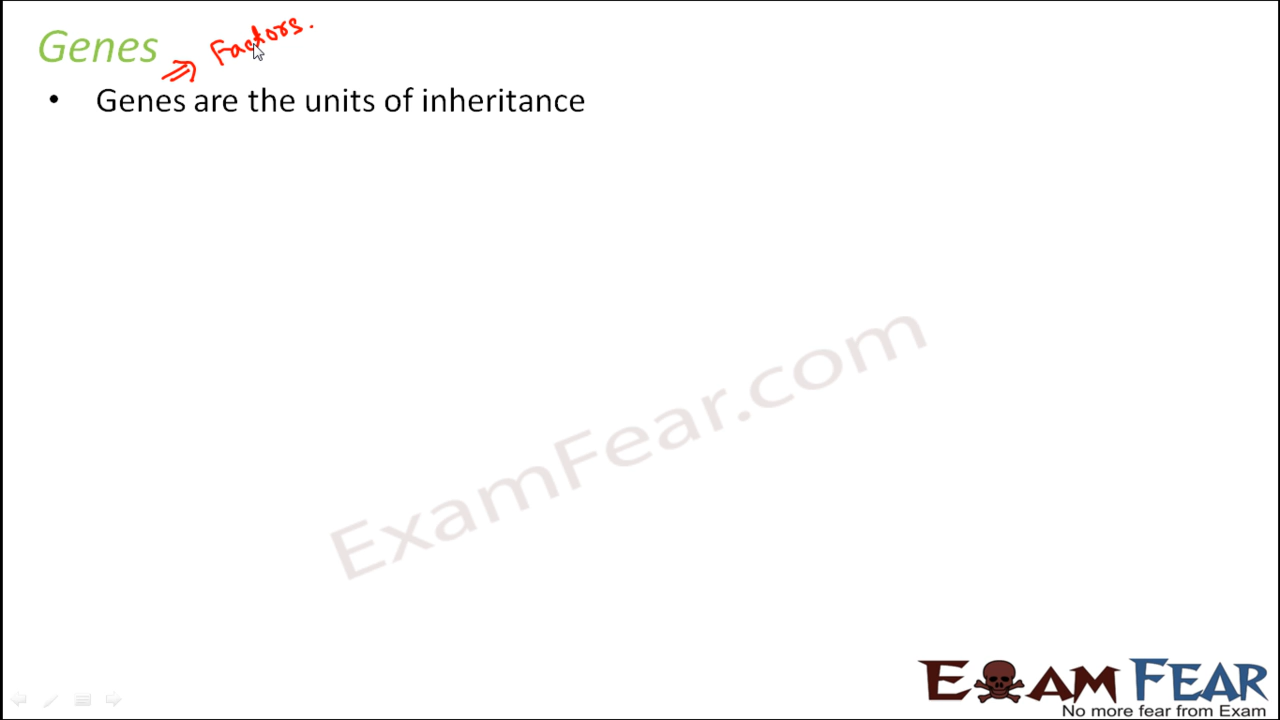 Genes ⇒ Factors.
• Genes are the units of inheritance
ExamFear.com
EXAM FEAR
No more fear from Exam